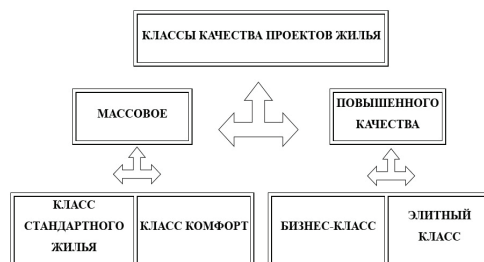 КЛАССЫ КАЧЕСТВА ПРОЕКТОВ ЖИЛЬЯ
МАССОВОЕ
ПОВЫШЕННОГО
КАЧЕСТВА
КЛАСС
СТАНДАРТНОГО
ЖИЛЬЯ
КЛАСС КОМФОРТ
БИЗНЕС-КЛАСС
ЭЛИТНЫЙ
КЛАСС